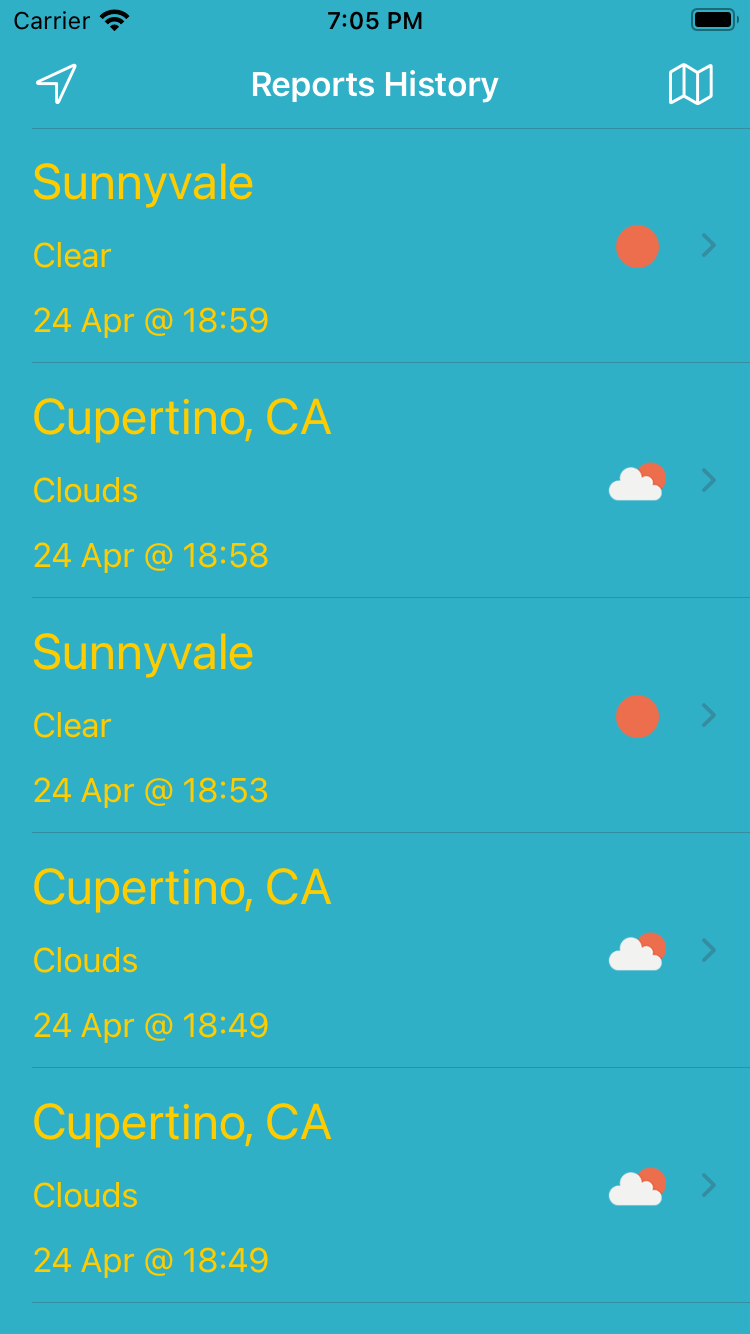 Carrier 7:05 PM
Reports History
Sunnyvale
Clear
24 Apr @ 18:59
Cupertino, CA
Clouds
24 Apr @ 18:58
Sunnyvale
Clear
24 Apr @ 18:53
Cupertino, CA
Clouds
24 Apr @ 18:49
Cupertino, CA
Clouds
24 Apr @ 18:49